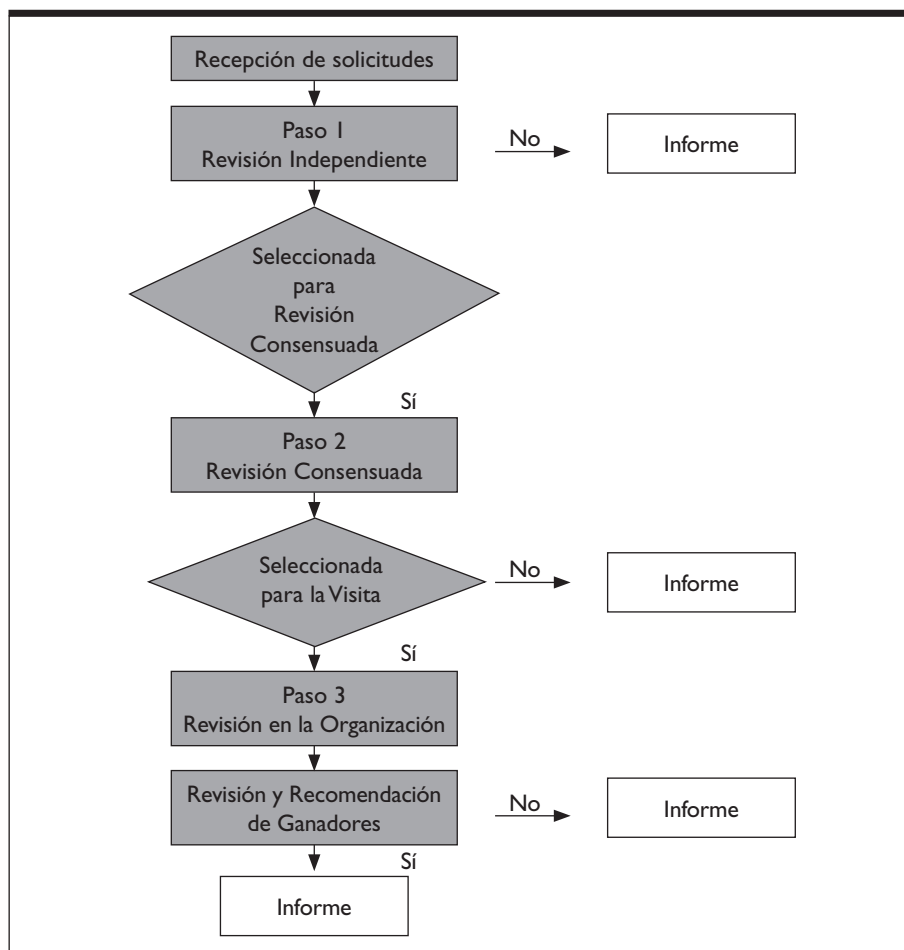 Recepción de solicitudes
Paso 1
Revisión Independiente
No
Informe
Seleccionada
para
Revisión
Consensuada
Sí
Paso 2
Revisión Consensuada
Seleccionada
para la Visita
No
Informe
Sí
Paso 3
Revisión en la Organización
Revisión y Recomendación
de Ganadores
No
Informe
Sí
Informe